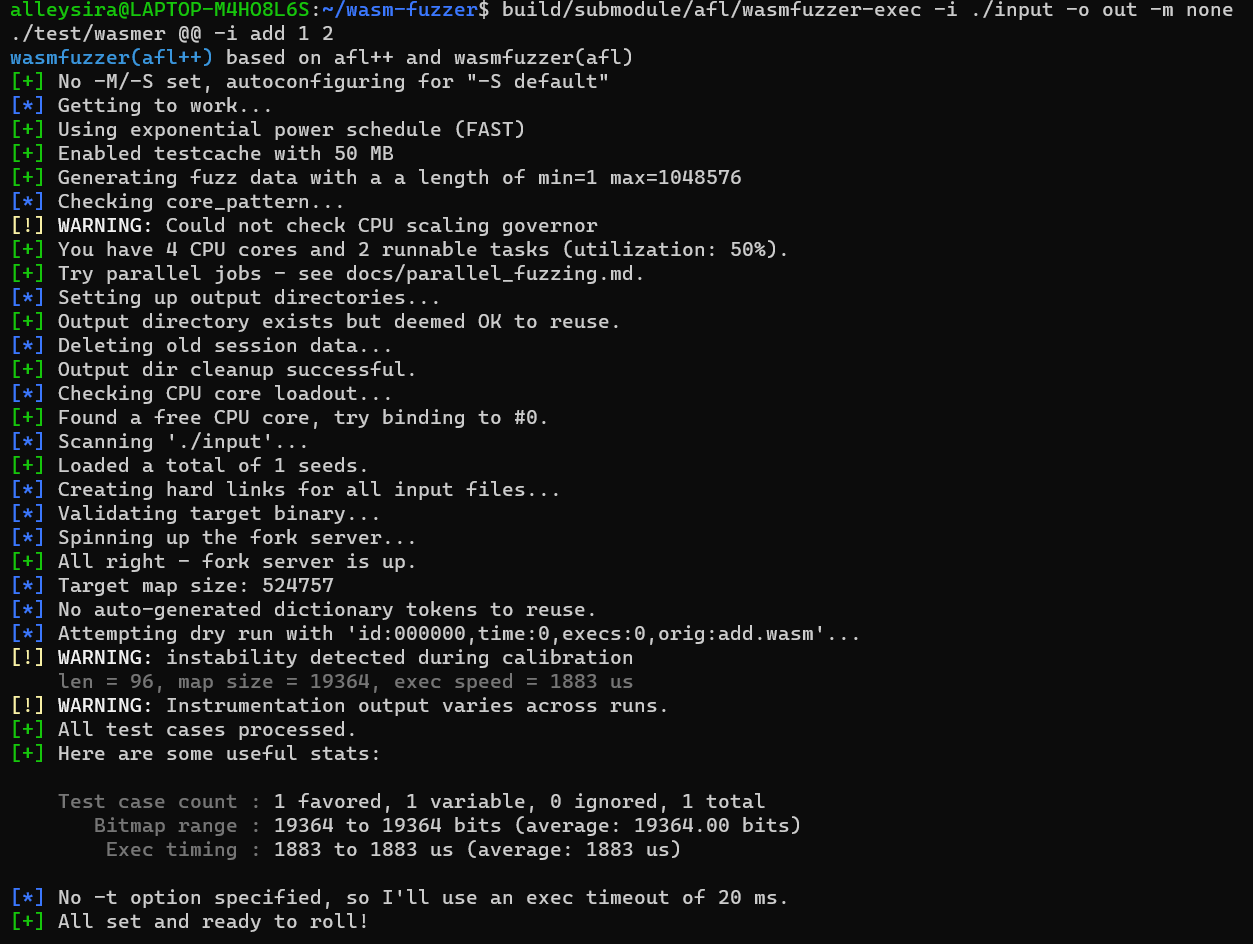 alleysira@LAPTOP-M4HO8L6S:~/wasm-fuzzer$ build/submodule/afl/wasmfuzzer-exec -i ./input -o out -m none
./test/wasmer @@ -i add 1 2
wasmfuzzer(afl++) based on afl++ and wasmfuzzer(afl)
[+] No -M/-S set, autoconfiguring for "-S default"
[*] Getting to work...
[+] Using exponential power schedule (FAST)
[+] Enabled testcache with 50 MB
[+] Generating fuzz data with a a length of min=1 max=1048576
[*] Checking core_pattern...
[!] WARNING: Could not check CPU scaling governor
[+] You have 4 CPU cores and 2 runnable tasks (utilization: 50%).
[+] Try parallel jobs - see docs/parallel_fuzzing.md.
[*] Setting up output directories...
[+] Output directory exists but deemed OK to reuse.
[*] Deleting old session data...
[+] Output dir cleanup successful.
[*] Checking CPU core loadout...
[+] Found a free CPU core, try binding to #0.
[*] Scanning './input'...
[+] Loaded a total of 1 seeds.
[*] Creating hard links for all input files...
[*] Validating target binary...
[*] Spinning up the fork server...
[+] All right - fork server is up.
[*] Target map size: 524757
[*] No auto-generated dictionary tokens to reuse.
[*] Attempting dry run with 'id:000000,time:0,execs:0,orig:add.wasm'...
[!] WARNING: instability detected during calibration
    len = 96, map size = 19364, exec speed = 1883 us
[!] WARNING: Instrumentation output varies across runs.
[+] All test cases processed.
[+] Here are some useful stats:
    Test case count : 1 favored, 1 variable, 0 ignored, 1 total
       Bitmap range : 19364 to 19364 bits (average: 19364.00 bits)
        Exec timing : 1883 to 1883 us (average: 1883 us)
[*] No -t option specified, so I'll use an exec timeout of 20 ms.
[+] All set and ready to roll!